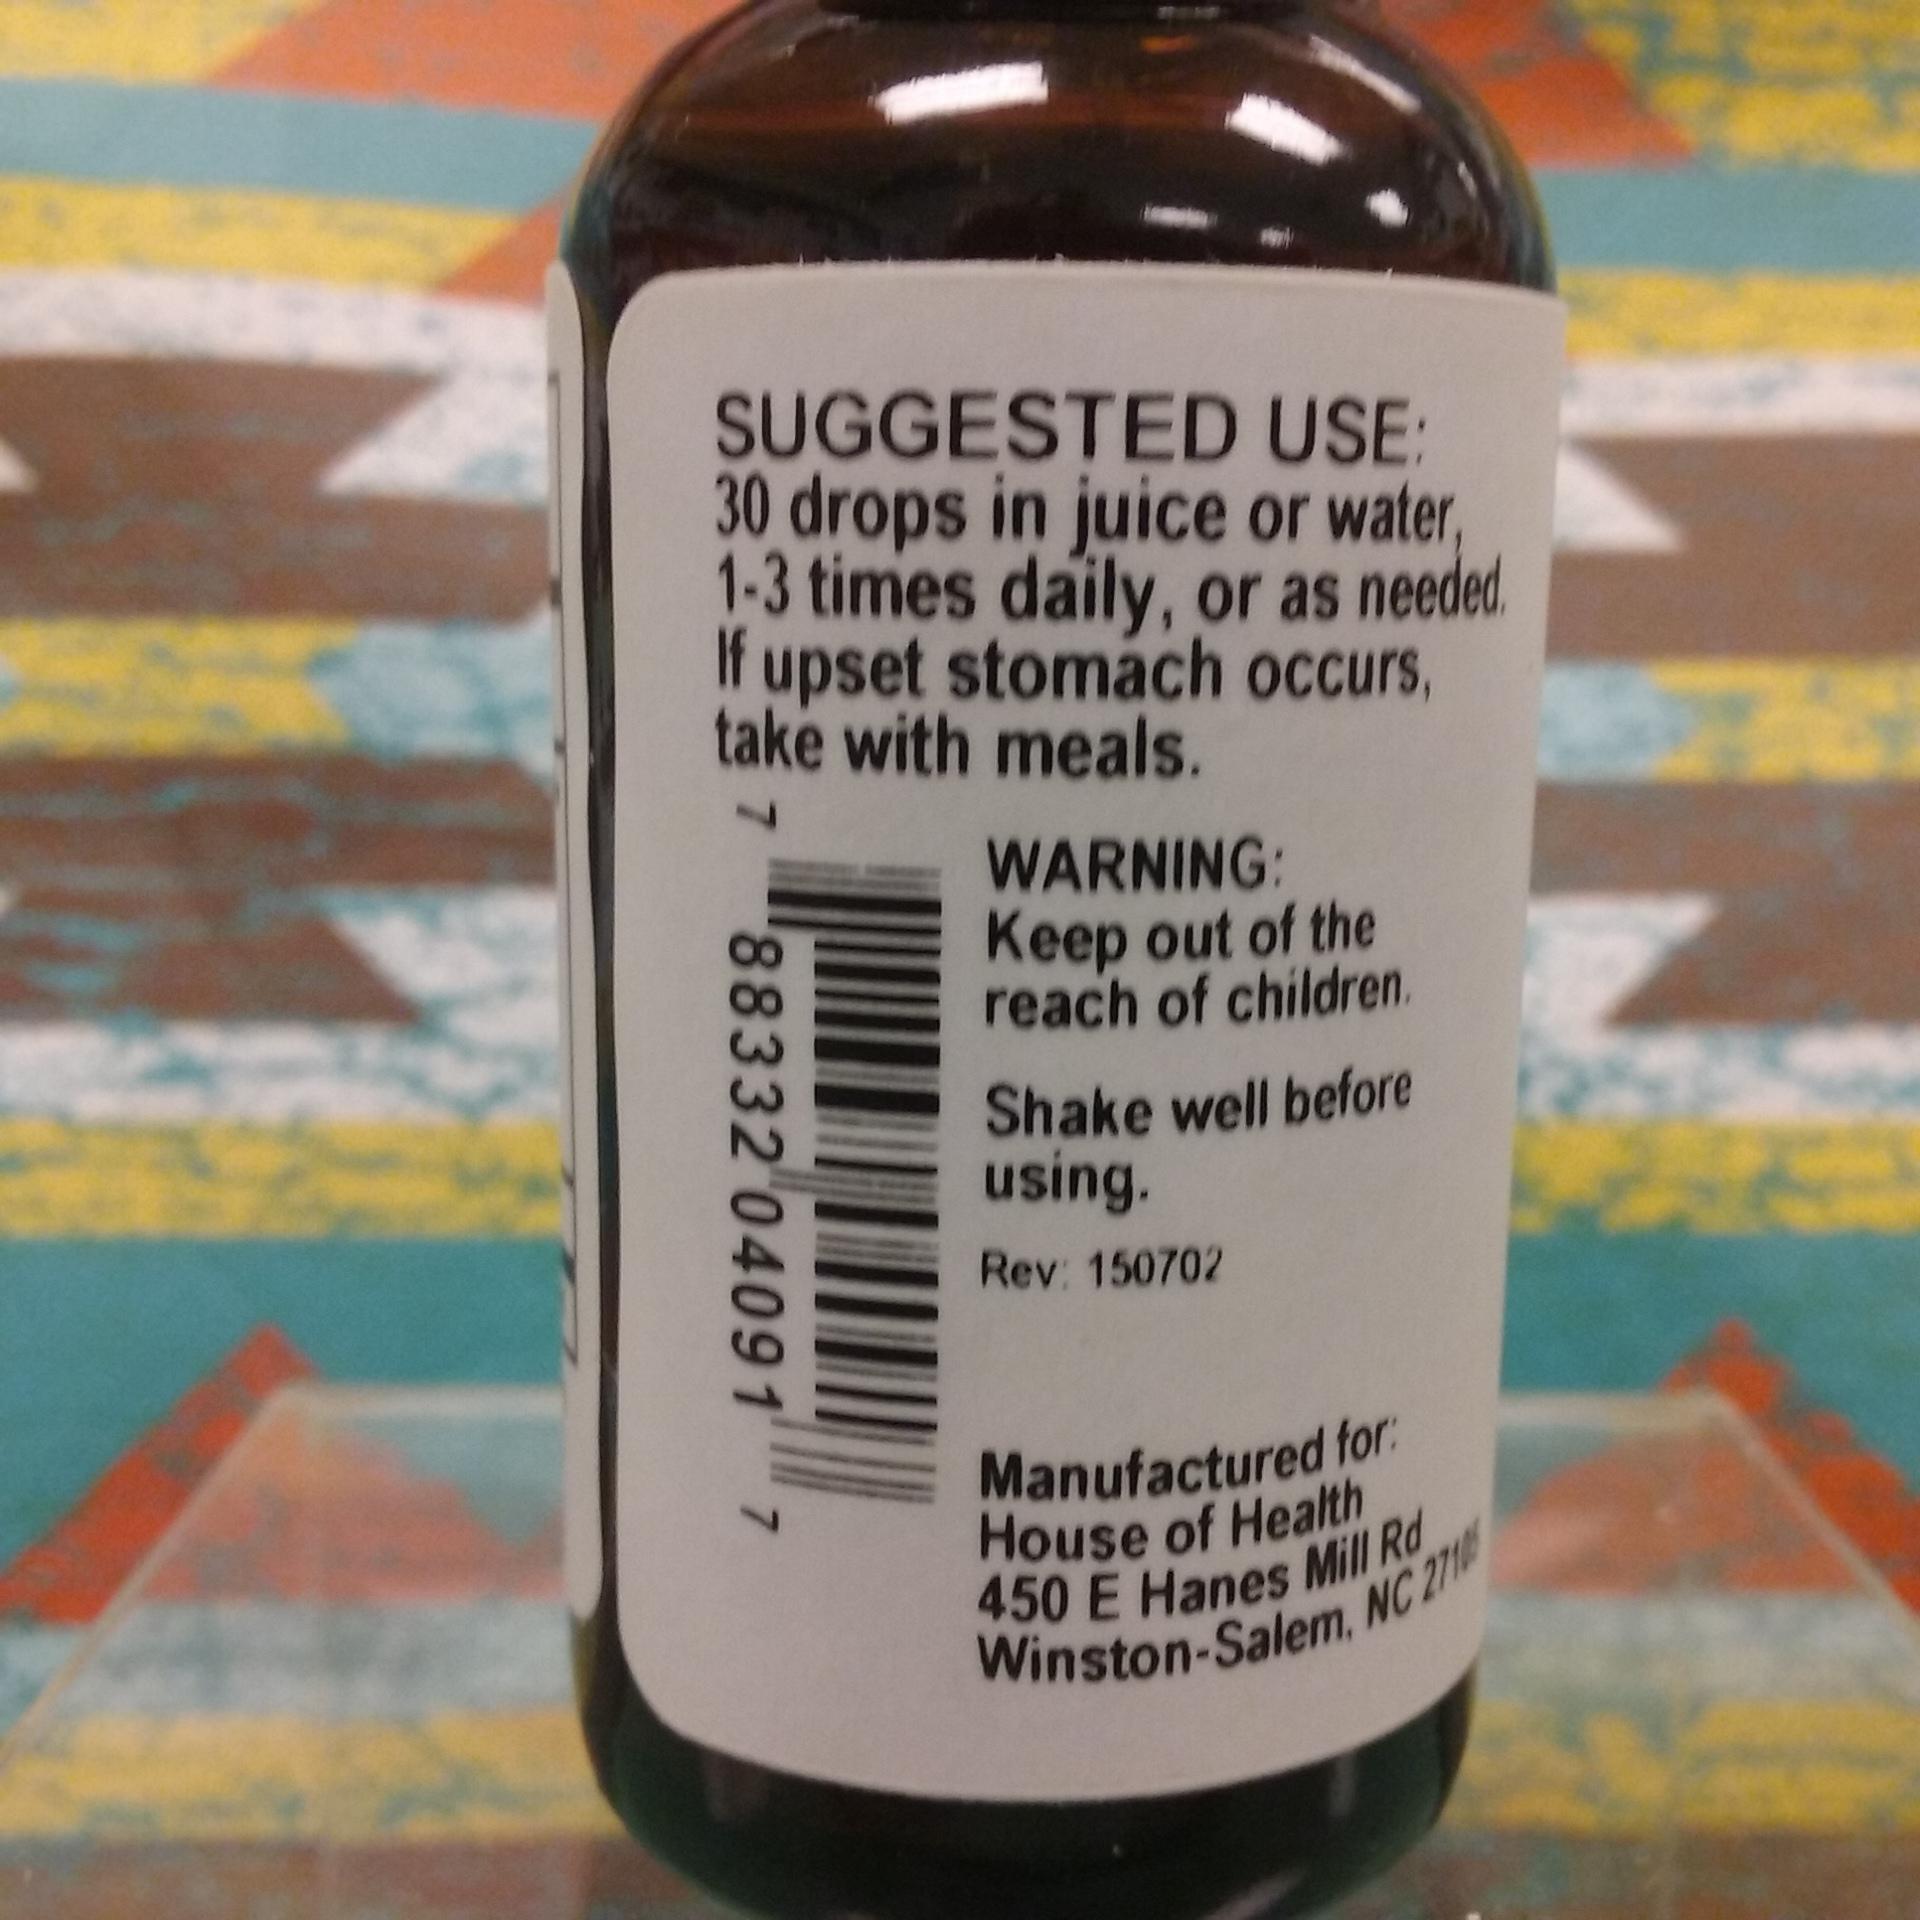 SUGGESTED USE:
30 drops in juice or water,
1-3 times daily, or as needed.
If upset stomach occurs,
take with meals.
7 88332 04091 7
WARNING:
Keep out of the
reach of children.
Shake well before
using.
Rev: 150702
Manufactured for:
House of Health
450 E Hanes Mill Rd
Winston-Salem, NC 27105